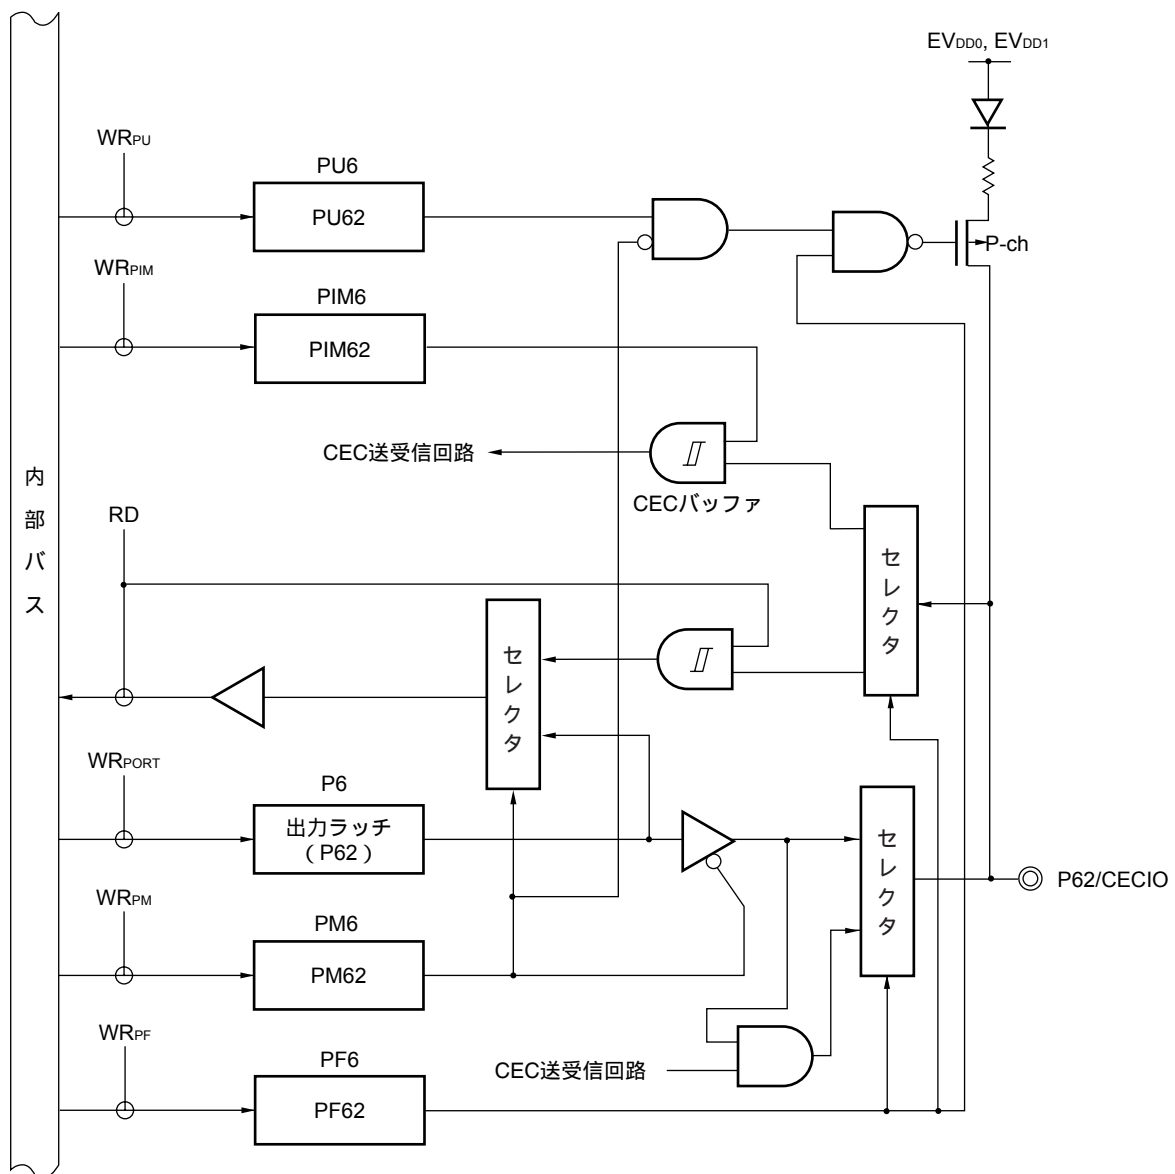 EVDD0, EVDD1
WRPU
PU6
PU62
P-ch
WRPIM
PIM6
PIM62
CEC送受信回路
CECバッファ
内部バス
RD
セレクタ
セレクタ
WRPORT
P6
出力ラッチ
（P62）
セレクタ
P62/CECIO
WRPM
PM6
PM62
WRPF
PF6
PF62
CEC送受信回路